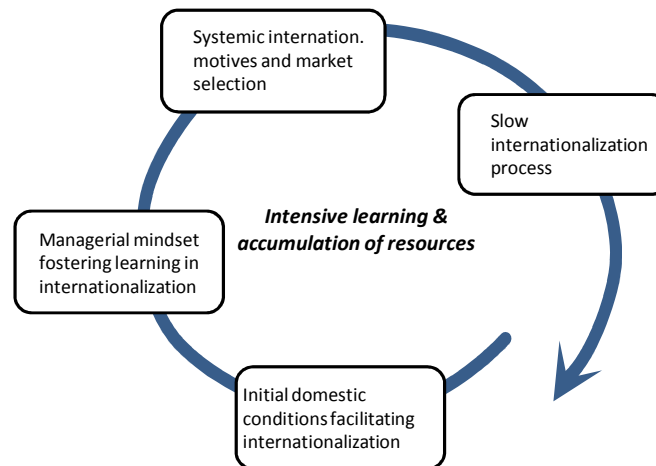 Systemic internation.
motives and market
selection
Slow
internationalization
process
Intensive learning &
accumulation of resources
Managerial mindset
fostering learning in
internationalization
Initial domestic
conditions facilitating
internationalization